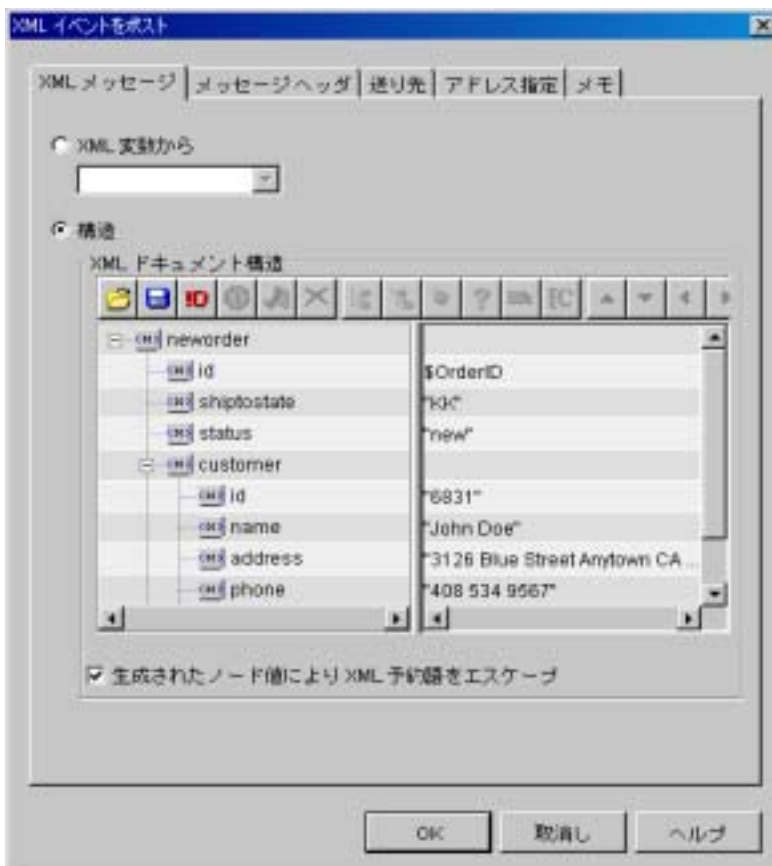 XML イベントをポスト
XML メッセージ メッセージヘッダ 送り先 アドレス指定 メモ
XML 変数から
構造
XML ドキュメント構造
!D ? EC
neworder
id $OrderID
shiptostate "KK"
status "new"
customer
id "6831"
name "John Doe"
address "3126 Blue Street Anytown CA ...
phone "408 534 9567"
生成されたノード値により XML 予約語をエスケープ
OK 取消し ヘルプ